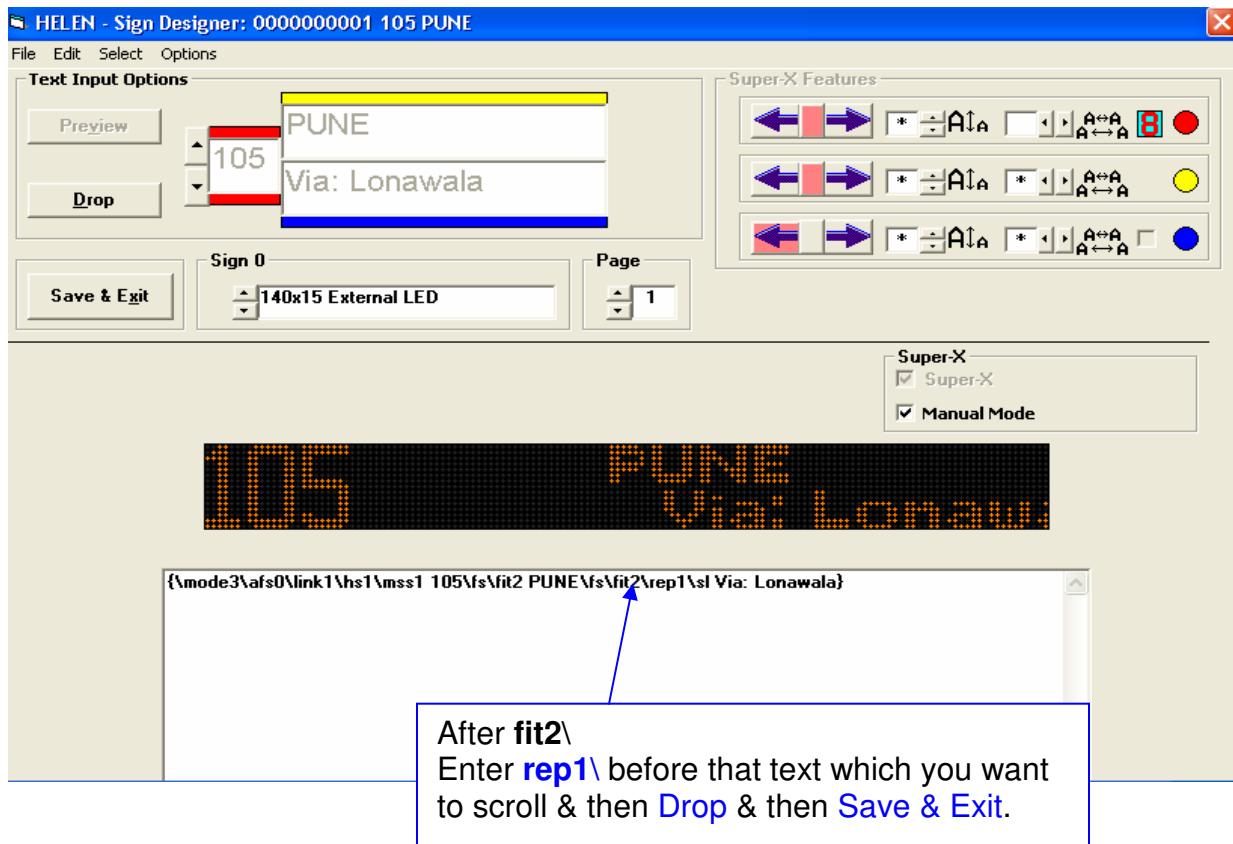 HELEN - Sign Designer: 0000000001 105 PUNE
File Edit Select Options
Text Input Options
Super-X Features
Preview
PUNE
105
Via: Lonawala
Drop
* A A A A A A 8
* A A * A A A A
* A A * A A A A
Save & Exit
Sign 0
140x15 External LED
Page
1
Super-X
Super-X
Manual Mode
105 PUNE
Via: Lonawa
{\mode3\afs0\link1\hs1\mss1 105\fs\fit2 PUNE\fs\fit2\rep1\sl Via: Lonawala}
After fit2\
Enter rep1\ before that text which you want
to scroll & then Drop & then Save & Exit.